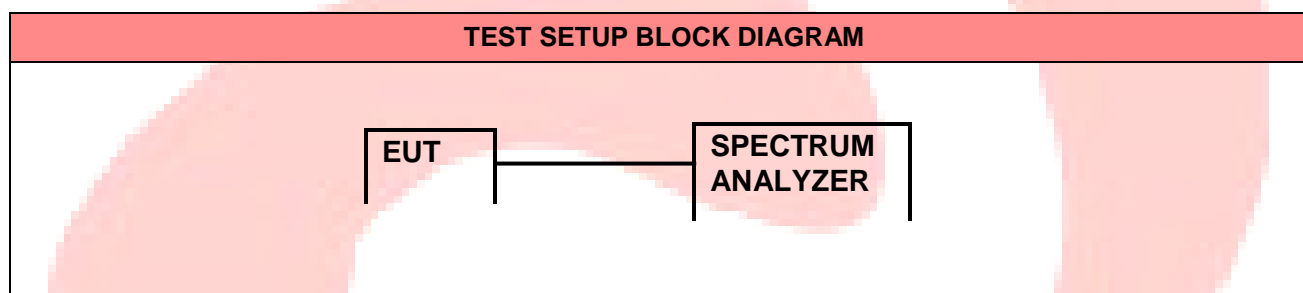 TEST SETUP BLOCK DIAGRAM
EUT
SPECTRUM
ANALYZER